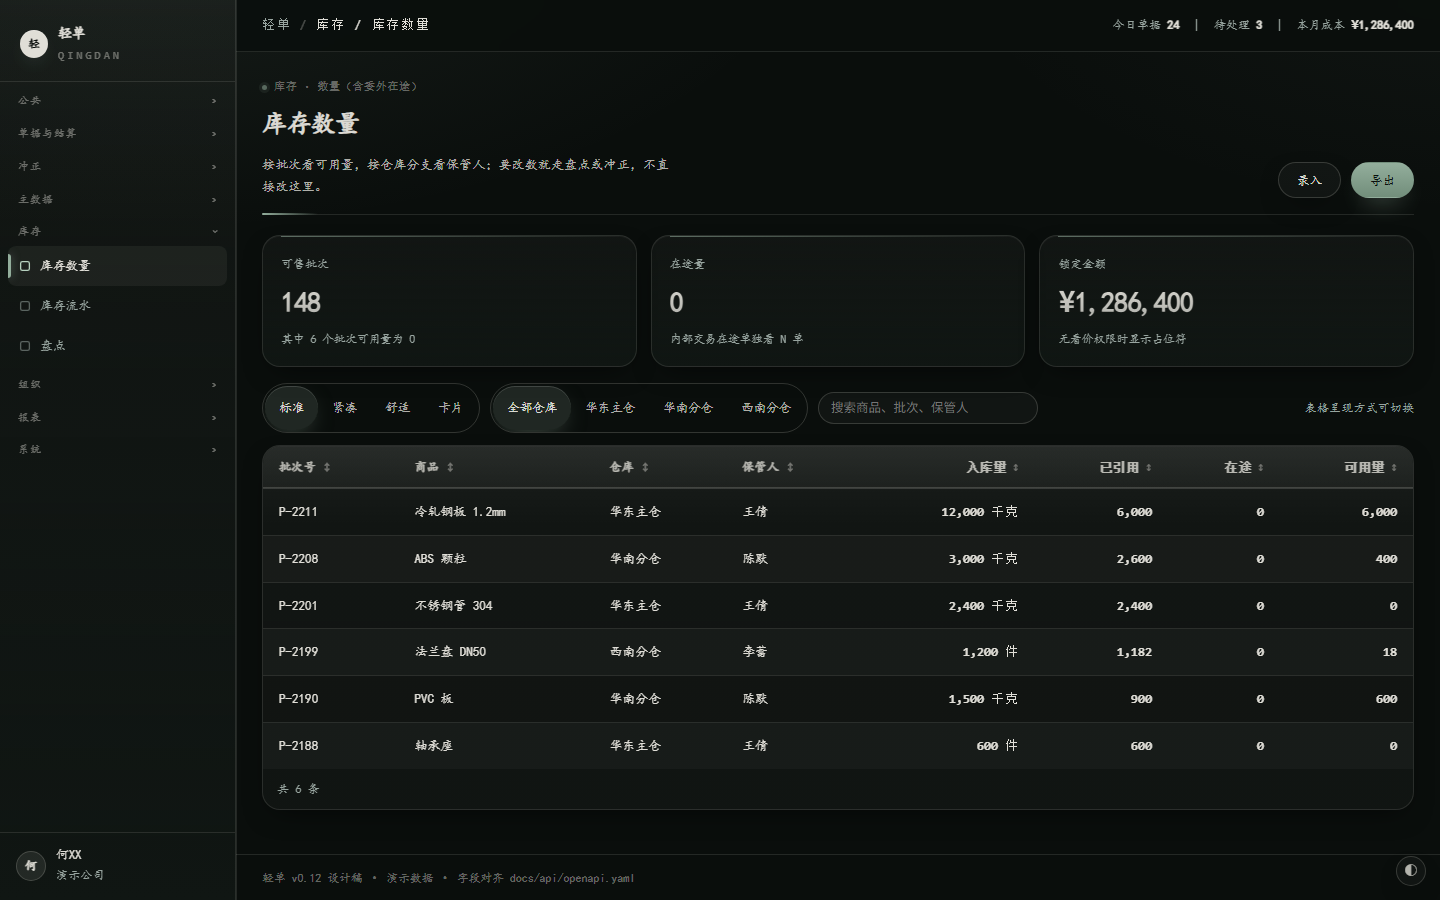 轻
轻单
QINGDAN
公共
单据与结算
冲正
主数据
库存
库存数量
库存流水
盘点
组织
报表
系统
何
何XX
演示公司
轻单 / 库存 / 库存数量
今日单据 24 | 待处理 3 | 本月成本 ¥1,286,400
库存 · 数量（含委外在途）
库存数量
按批次看可用量，按仓库分支看保管人；要改数就走盘点或冲正，不直
接改这里。
录入
导出
可售批次
148
其中 6 个批次可用量为 0
在途量
0
内部交易在途单独看 N 单
锁定金额
¥1,286,400
无看价权限时显示占位符
标准 紧凑 舒适 卡片
全部仓库 华东主仓 华南分仓 西南分仓
搜索商品、批次、保管人
表格呈现方式可切换
批次号 商品 仓库 保管人 入库量 已引用 在途 可用量
P-2211 冷轧钢板 1.2mm 华东主仓 王倩 12,000 千克 6,000 0 6,000
P-2208 ABS 颗粒 华南分仓 陈默 3,000 千克 2,600 0 400
P-2201 不锈钢管 304 华东主仓 王倩 2,400 千克 2,400 0 0
P-2199 法兰盘 DN50 西南分仓 李蕾 1,200 件 1,182 0 18
P-2190 PVC 板 华南分仓 陈默 1,500 千克 900 0 600
P-2188 轴承座 华东主仓 王倩 600 件 600 0 0
共 6 条
轻单 v0.12 设计稿 • 演示数据 • 字段对齐 docs/api/openapi.yaml